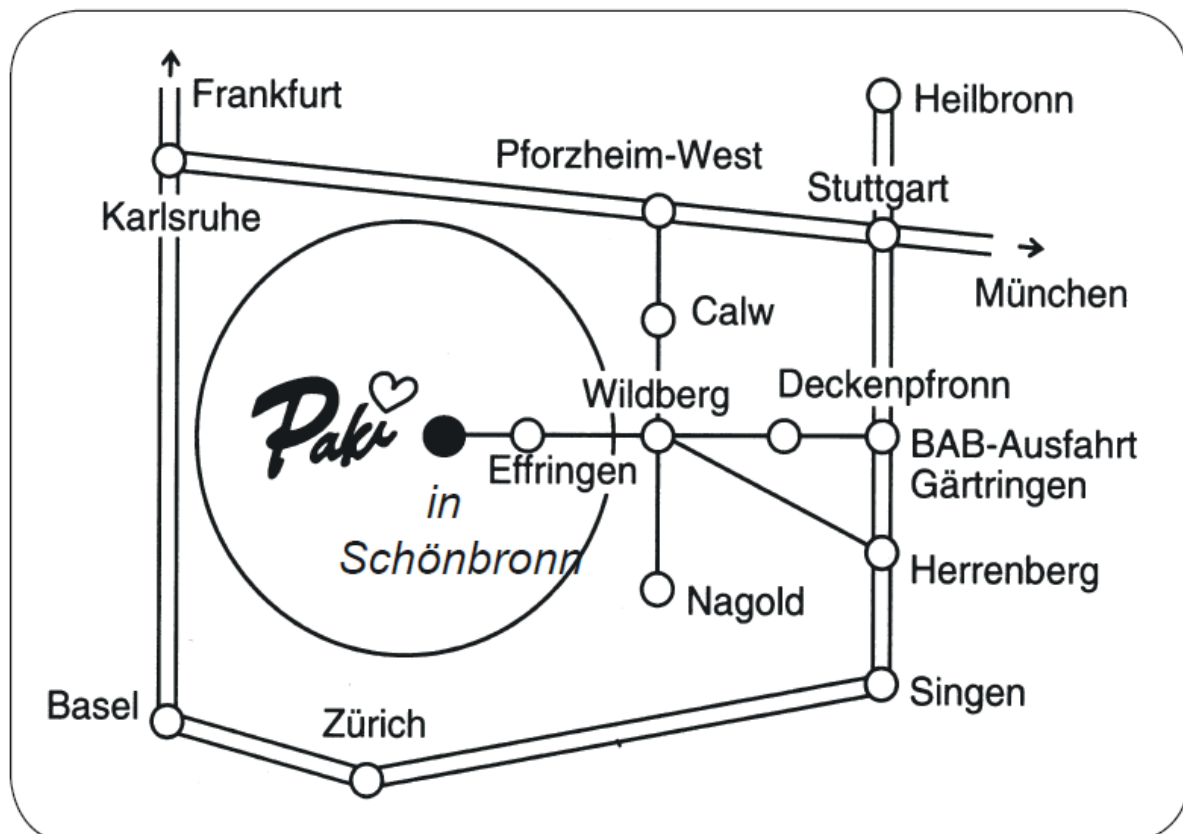 Frankfurt
Heilbronn
Pforzheim-West
Stuttgart
Karlsruhe
München
Calw
Wildberg
Deckenpfronn
Paki
Effringen
BAB-Ausfahrt
Gärtringen
in
Schönbronn
Herrenberg
Nagold
Singen
Basel
Zürich